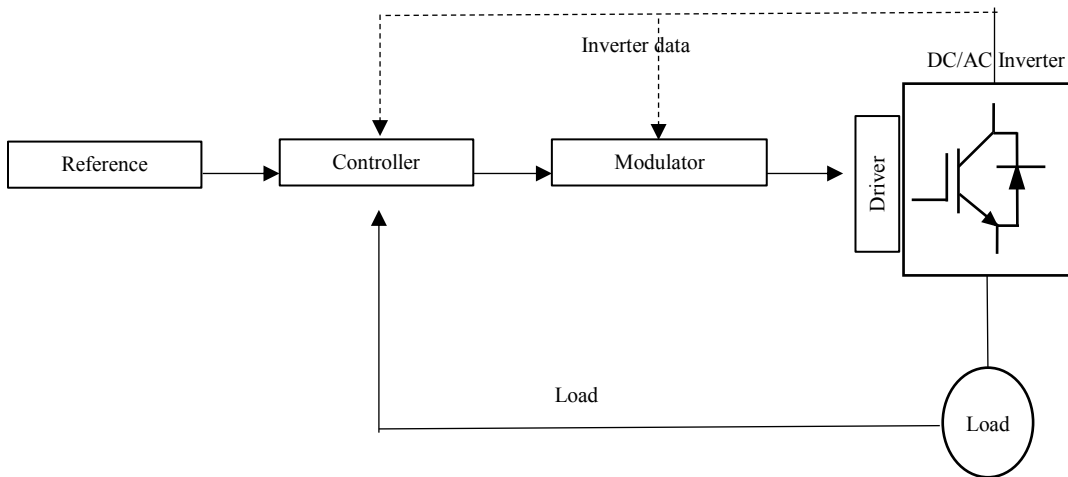 Inverter data
DC/AC Inverter
Reference
Controller
Modulator
Driver
Load
Load